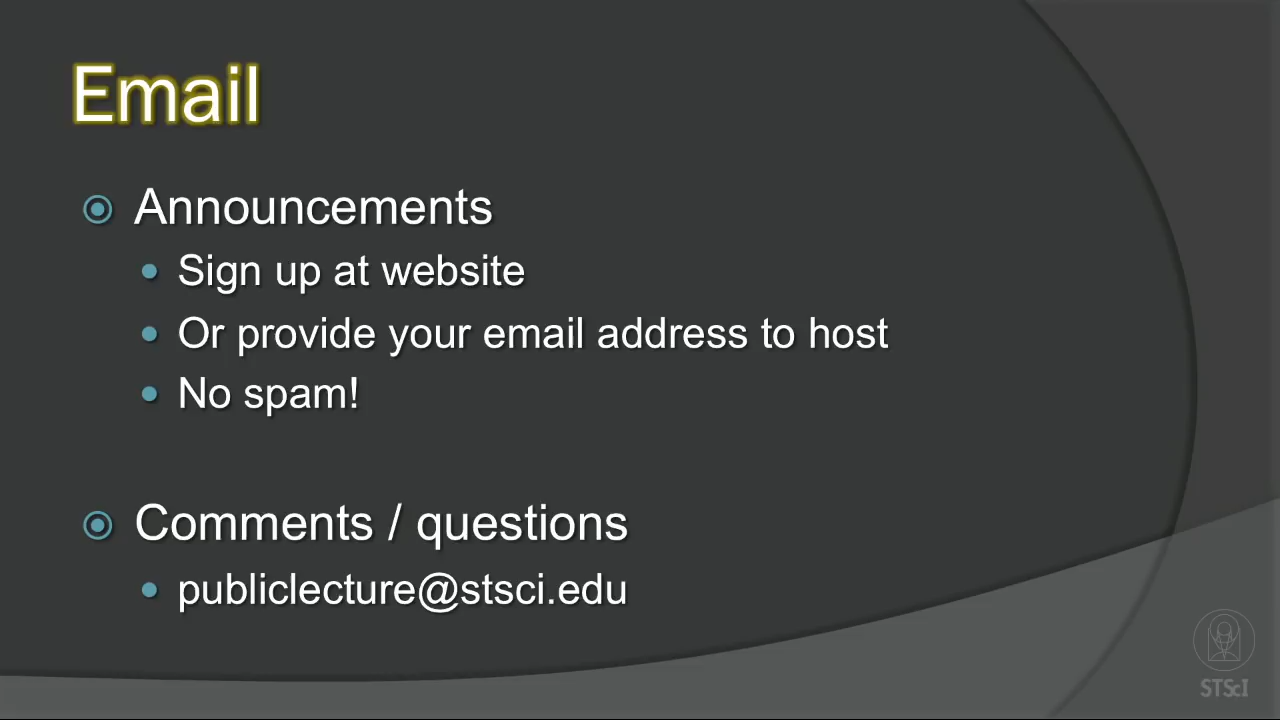 Email
Announcements
Sign up at website
Or provide your email address to host
No spam!
Comments / questions
publiclecture@stsci.edu
STScI